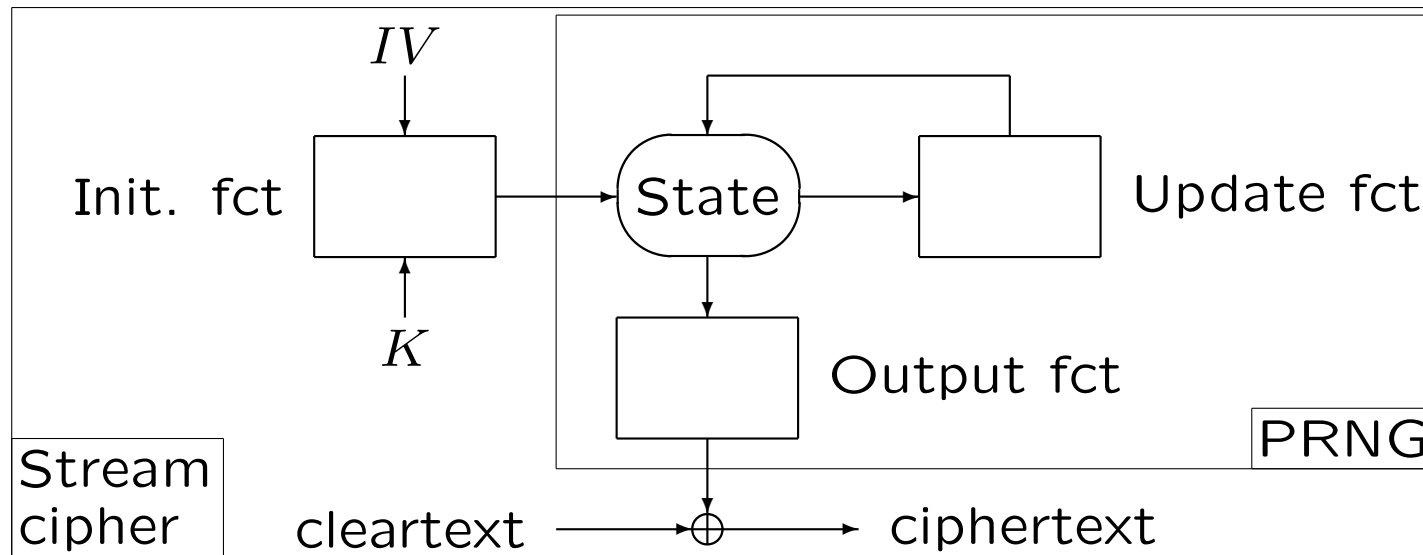 IV
Init. fct
State
Update fct
K
Output fct
PRNG
Stream
cipher
cleartext
ciphertext